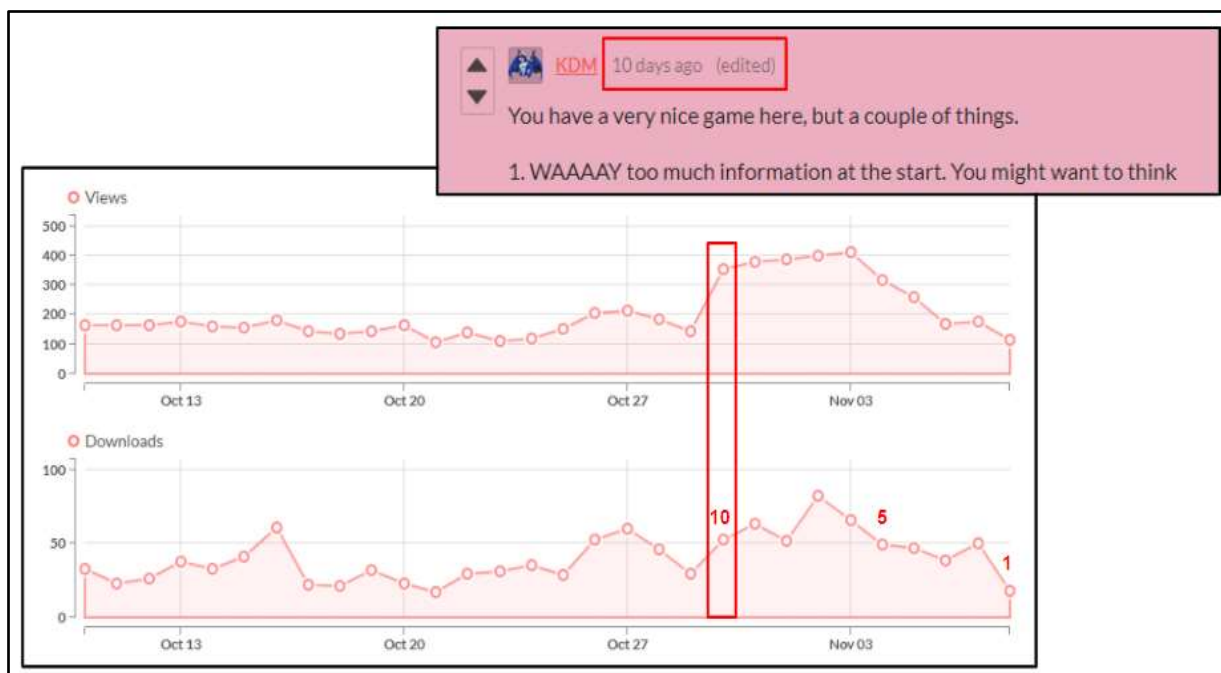 KDM 10 days ago (edited)
You have a very nice game here, but a couple of things.
1. WAAAAY too much information at the start. You might want to think
Views
500
400
300
200
100
0
Oct 13 Oct 20 Oct 27 Nov 03
Downloads
100
10 5
50
1
0
Oct 13 Oct 20 Oct 27 Nov 03